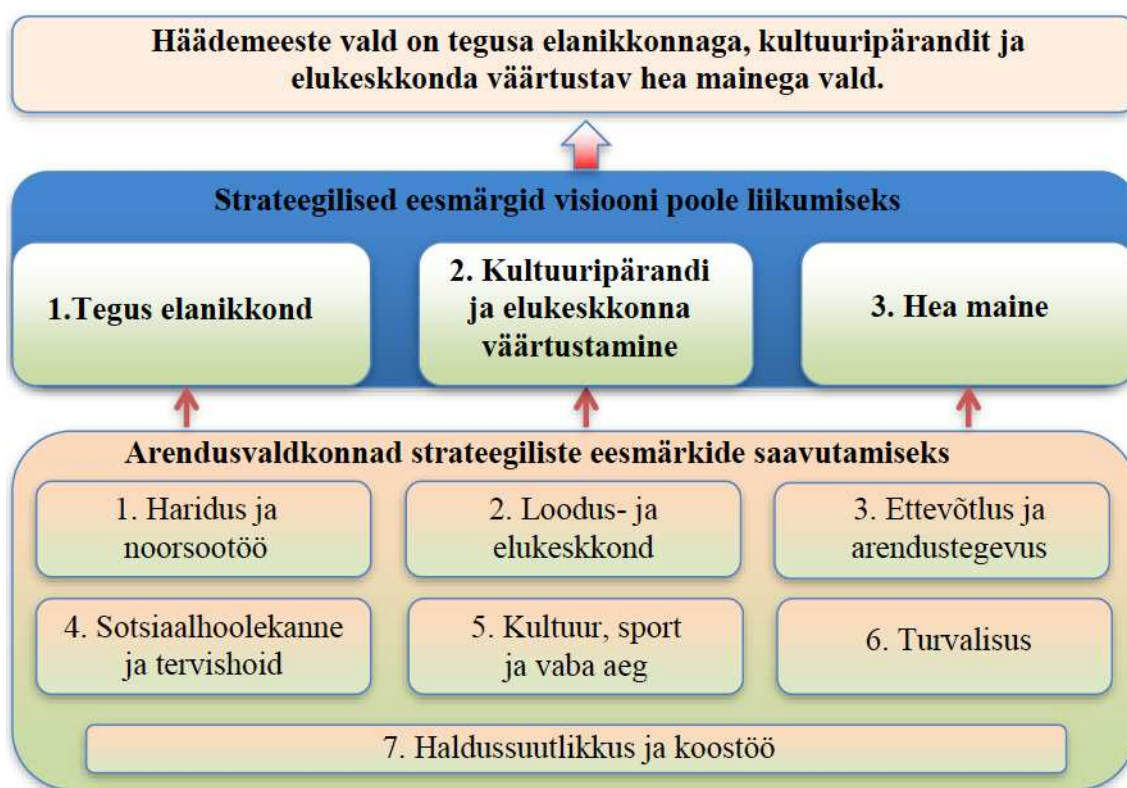 Häädemeeste vald on tegusa elanikkonnaga, kultuuripärandit ja
elukeskkonda väärtustav hea mainega vald.
Strateegilised eesmärgid visiooni poole liikumiseks
1.Tegus elanikkond
2. Kultuuripärandi
ja elukeskkonna
väärtustamine
3. Hea maine
Arendusvaldkonnad strateegiliste eesmärkide saavutamiseks
1. Haridus ja
noorsootöö
2. Loodus- ja
elukeskkond
3. Ettevõtlus ja
arendustegevus
4. Sotsiaalhoolekanne
ja tervishoid
5. Kultuur, sport
ja vaba aeg
6. Turvalisus
7. Haldussuutlikkus ja koostöö